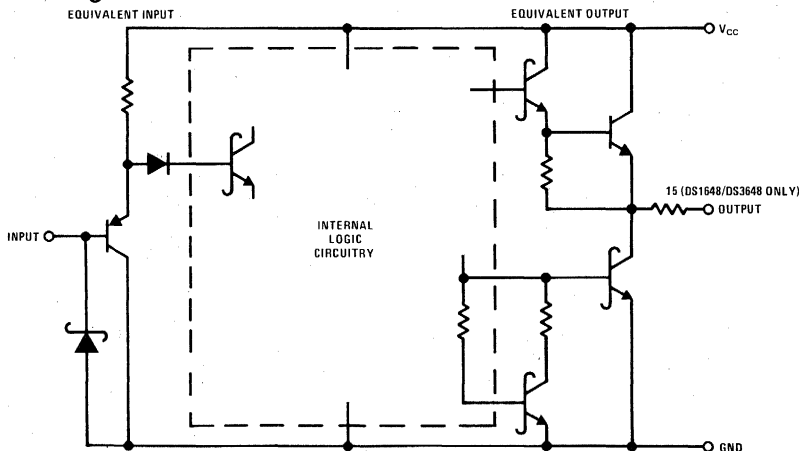 EQUIVALENT INPUT
EQUIVALENT OUTPUT
VCC
15 (DS1648/DS3648 ONLY)
OUTPUT
INPUT
INTERNAL
LOGIC
CIRCUITRY
GND